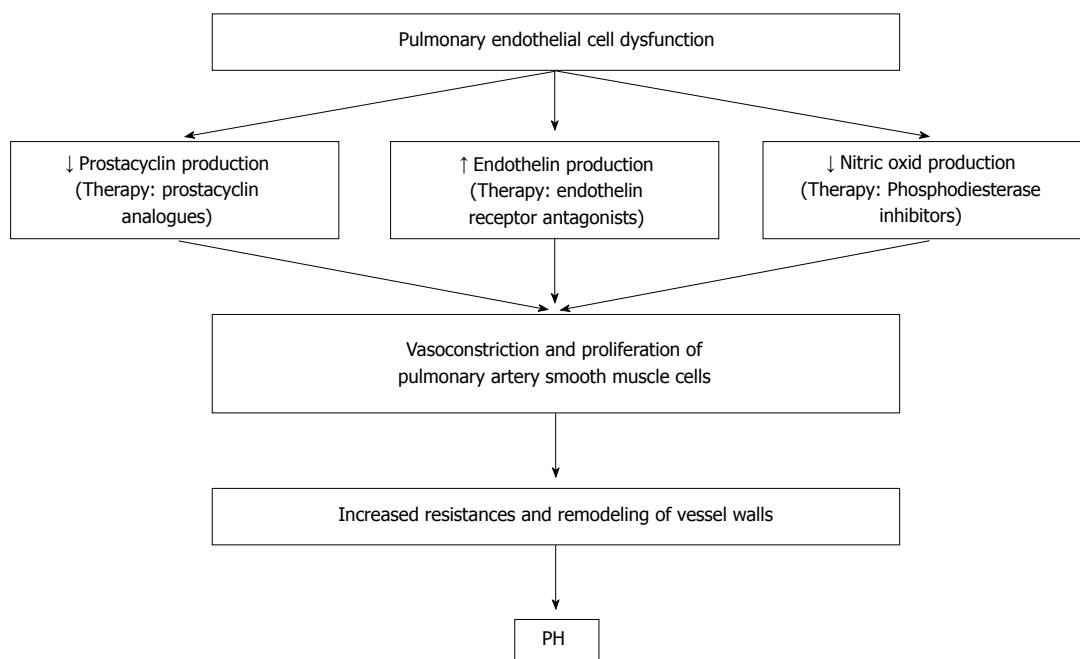 Pulmonary endothelial cell dysfunction
↓ Prostacyclin production
(Therapy: prostacyclin
analogues)
↑ Endothelin production
(Therapy: endothelin
receptor antagonists)
↓ Nitric oxid production
(Therapy: Phosphodiesterase
inhibitors)
Vasoconstriction and proliferation of
pulmonary artery smooth muscle cells
Increased resistances and remodeling of vessel walls
PH